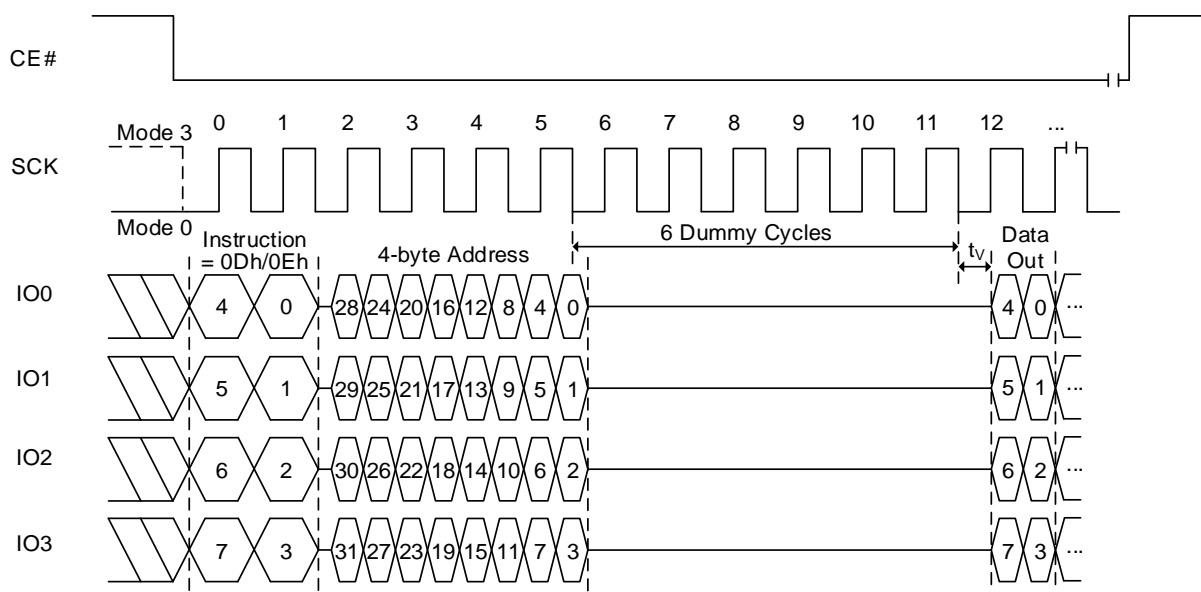 CE#
0 1 2 3 4 5 6 7 8 9 10 11 12 ...
Mode 3
SCK
Mode 0
Instruction
= 0Dh/0Eh
4-byte Address
6 Dummy Cycles
tV
Data
Out
IO0 4 0 28 24 20 16 12 8 4 0 4 0 ...
IO1 5 1 29 25 21 17 13 9 5 1 5 1 ...
IO2 6 2 30 26 22 18 14 10 6 2 6 2 ...
IO3 7 3 31 27 23 19 15 11 7 3 7 3 ...